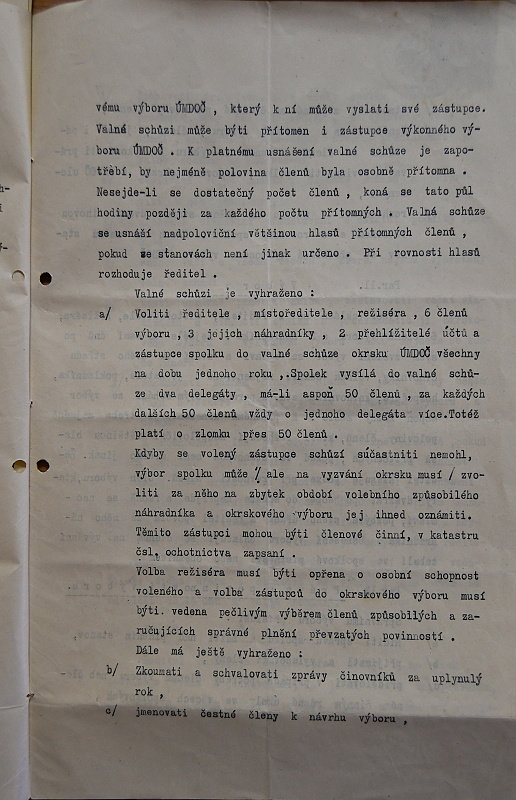 vému výboru ÚMDOČ , který k ní může vyslati své zástupce.
Valné schůzi může býti přítomen i zástupce výkonného vý-
boru ÚMDOČ . K platnému usnášení valné schůze je zapo-
třebí, by nejméně polovina členů byla osobně přítomna .
Nesejde-li se dostatečný počet členů , koná se tato půl
hodiny později za každého počtu přítomných . Valná schůze
se usnáší nadpoloviční většinou hlasů přítomných členů ,
pokud ve stanovách není jinak určeno . Při rovnosti hlasů
rozhoduje ředitel .
Valné schůzi je vyhraženo :
a/ Voliti ředitele , místoředitele , režiséra , 6 členů
výboru , 3 jejich náhradníky , 2 přehlížitelé účtů a
zástupce spolku do valné schůze okrsku ÚMDOČ všechny
na dobu jednoho roku ,.Spolek vysílá do valné schů-
ze dva delegáty , má-li aspoň 50 členů , za každých
dalších 50 členů vždy o jednoho delegáta více.Totéž
platí o zlomku přes 50 členů .
Kdyby se volený zástupce schůzí súčastniti nemohl,
výbor spolku může / ale na vyzvání okrsku musí / zvo-
liti za něho na zbytek období volebního způsobilého
náhradníka a okrskového výboru jej ihned oznámiti.
Těmito zástupci mohou býti členové činní, v katastru
čsl. ochotnictva zapsaní .
Volba režiséra musí býti opřena o osobní schopnost
voleného a volba zástupců do okrskového výboru musí
býti. vedena pečlivým výběrem členů způsobilých a za-
ručujících správné plnění převzatých povinností .
Dále má ještě vyhraženo :
b/ Zkoumati a schvalovati zprávy činovníků za uplynulý
rok ,
c/ jmenovati čestné členy k návrhu výboru ,